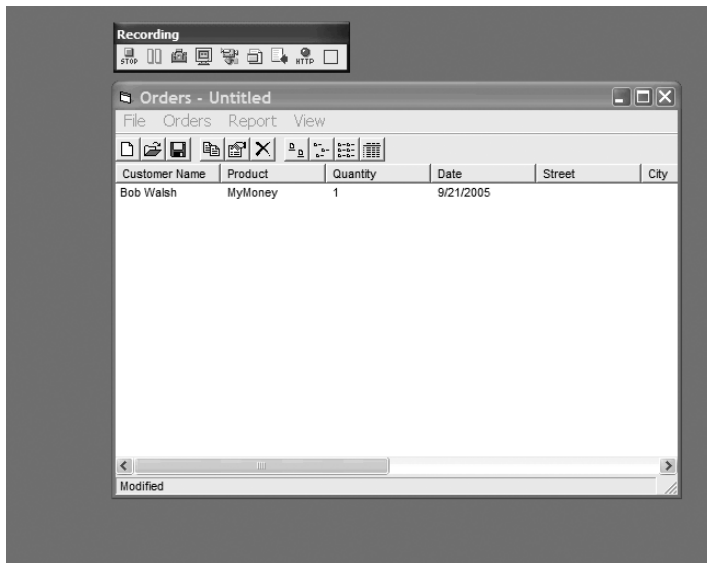 Recording
STOP HTTP
Orders - Untitled
File Orders Report View
Customer Name Product Quantity Date Street City
Bob Walsh MyMoney 1 9/21/2005
Modified